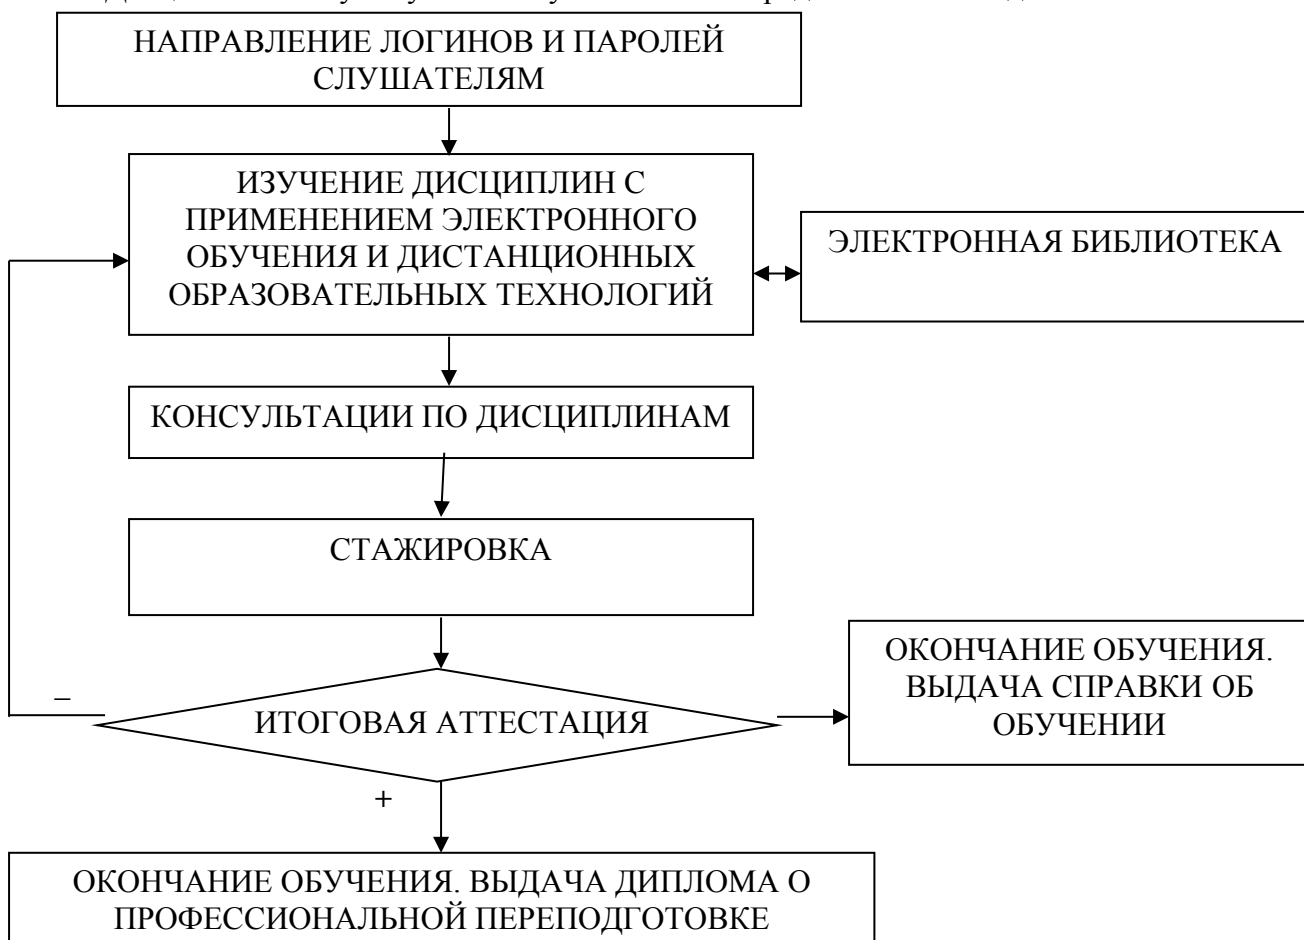 НАПРАВЛЕНИЕ ЛОГИНОВ И ПАРОЛЕЙ
СЛУШАТЕЛЯМ
ИЗУЧЕНИЕ ДИСЦИПЛИН С
ПРИМЕНЕНИЕМ ЭЛЕКТРОННОГО
ОБУЧЕНИЯ И ДИСТАНЦИОННЫХ
ОБРАЗОВАТЕЛЬНЫХ ТЕХНОЛОГИЙ
ЭЛЕКТРОННАЯ БИБЛИОТЕКА
КОНСУЛЬТАЦИИ ПО ДИСЦИПЛИНАМ
СТАЖИРОВКА
ОКОНЧАНИЕ ОБУЧЕНИЯ.
ВЫДАЧА СПРАВКИ ОБ
ОБУЧЕНИИ
–
ИТОГОВАЯ АТТЕСТАЦИЯ
+
ОКОНЧАНИЕ ОБУЧЕНИЯ. ВЫДАЧА ДИПЛОМА О
ПРОФЕССИОНАЛЬНОЙ ПЕРЕПОДГОТОВКЕ